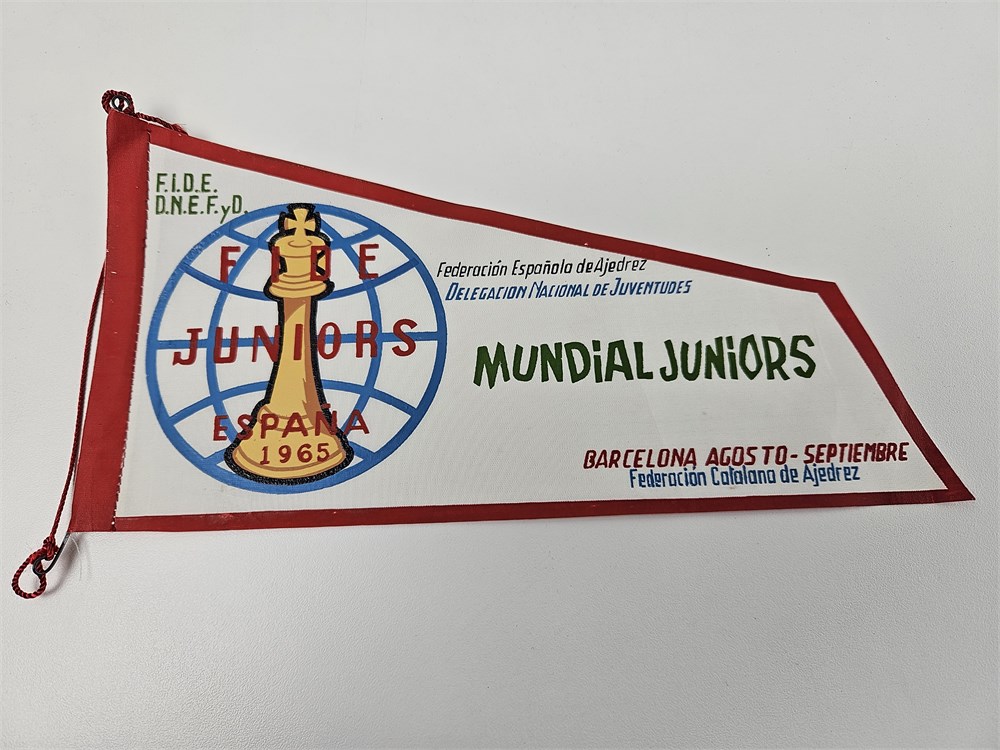 F.I.D.E.
D.N.E.F.yD.
FIDE
JUNIORS
ESPAÑA
1965
Federación Española de Ajedrez
DELEGACION NACIONAL DE JUVENTUDES
MUNDiAL JUNiORS
BARCELONA AGOSTO - SEPTIEMBRE
Federación Catalana de Ajedrez